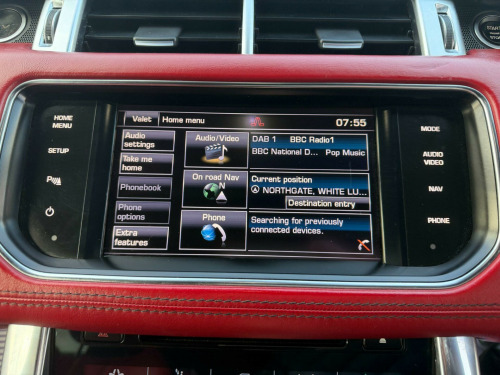 START
HOME
MENU
SETUP
Valet
Home menu
07:55
Audio
settings
Take me
home
Phonebook
Phone
options
Extra
features
Audio/Video
DAB 1 BBC Radio1
BBC National D... Pop Music
On road Nav
Current position
NORTHGATE, WHITE LU...
Destination entry
Phone
Searching for previously
connected devices.
MODE
AUDIO
VIDEO
NAV
PHONE